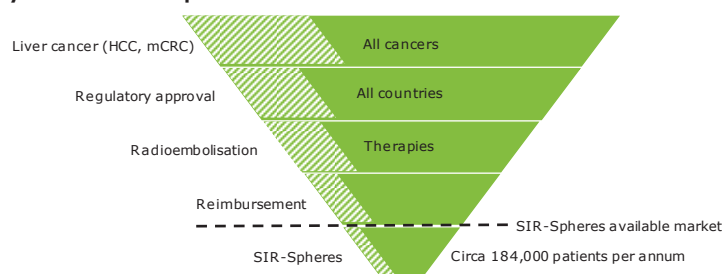 Liver cancer (HCC, mCRC)
All cancers
Regulatory approval
All countries
Radioembolisation
Therapies
Reimbursement
SIR-Spheres available market
SIR-Spheres
Circa 184,000 patients per annum